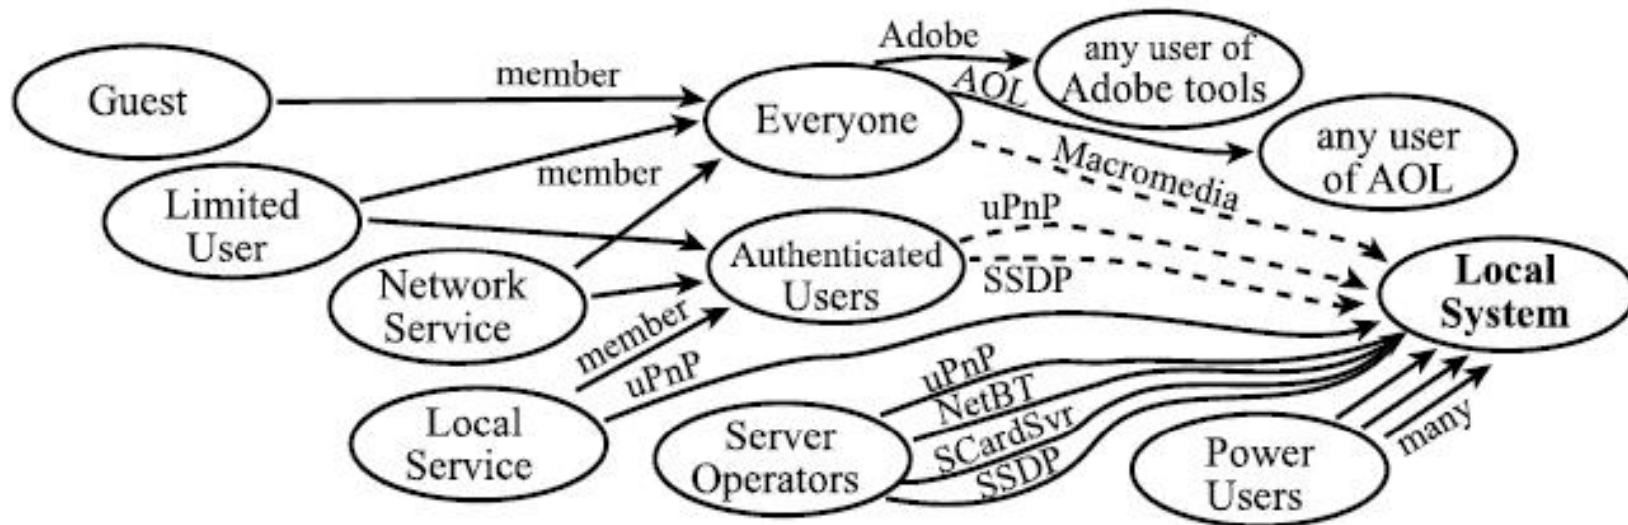 Guest
member
Everyone
Adobe
any user of
Adobe tools
AOL
any user
of AOL
Limited
User
member
Macromedia
Network
Service
Authenticated
Users
uPnP
SSDP
Local
System
member
uPnP
Local
Service
Server
Operators
uPnP
NetBT
SCardSvr
SSDP
Power
Users
many